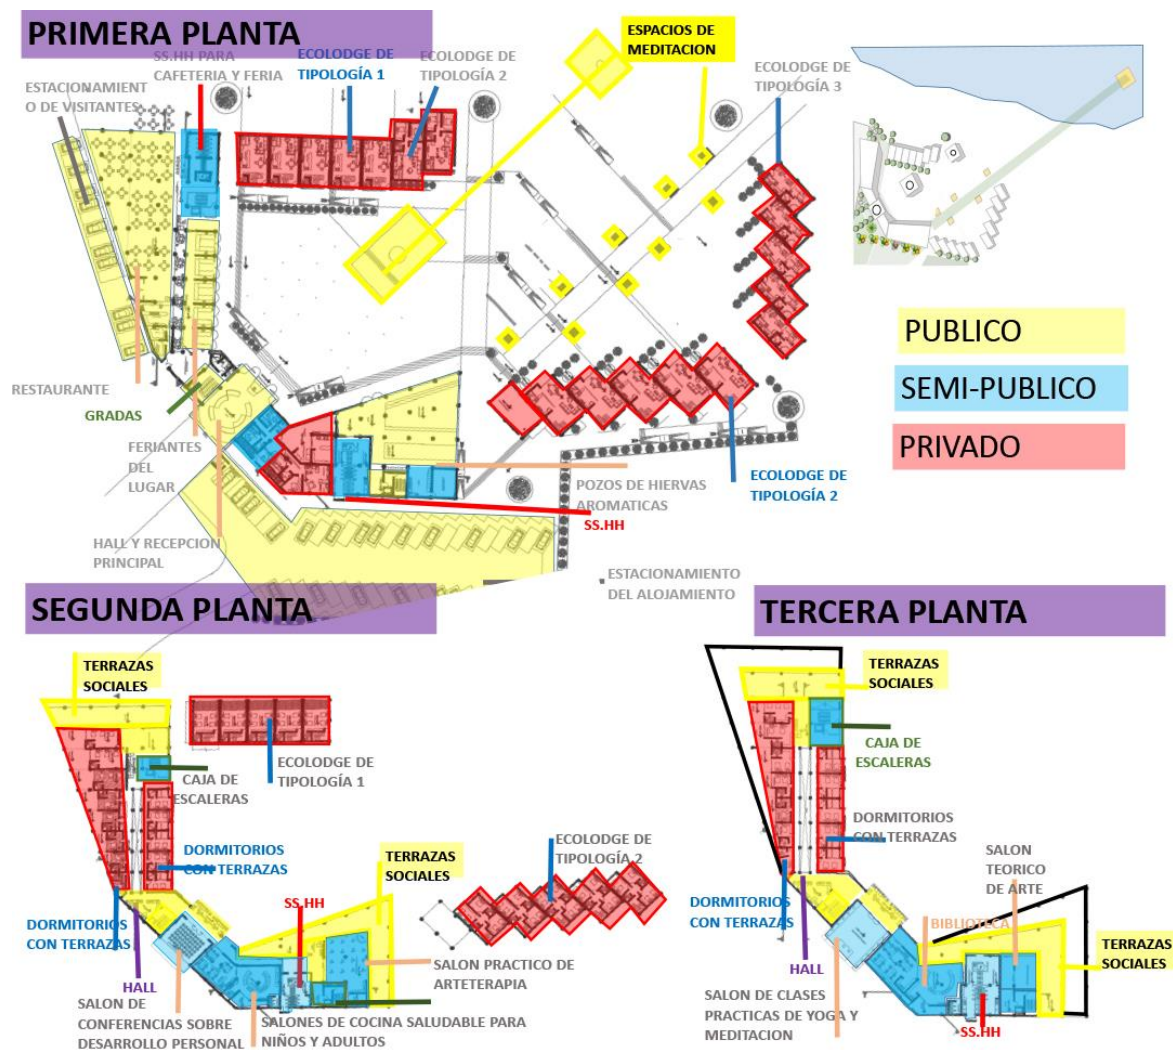 PRIMERA PLANTA
ESPACIOS DE
MEDITACION
SS.HH PARA
CAFETERIA Y FERIA
ECOLODGE DE
TIPOLOGÍA 1
ECOLODGE DE
TIPOLOGÍA 2
ECOLODGE DE
TIPOLOGÍA 3
ESTACIONAMIENT
O DE VISITANTES
PUBLICO
SEMI-PUBLICO
PRIVADO
RESTAURANTE
GRADAS
FERIANTES
DEL
LUGAR
HALL Y RECEPCION
PRINCIPAL
POZOS DE HIERVAS
AROMATICAS
SS.HH
ECOLODGE DE
TIPOLOGÍA 2
ESTACIONAMIENTO
DEL ALOJAMIENTO
SEGUNDA PLANTA
TERRAZAS
SOCIALES
ECOLODGE DE
TIPOLOGÍA 1
CAJA DE
ESCALERAS
DORMITORIOS
CON TERRAZAS
DORMITORIOS
CON TERRAZAS
HALL
SS.HH
TERRAZAS
SOCIALES
ECOLODGE DE
TIPOLOGÍA 2
SALON PRACTICO DE
ARTETERAPIA
SALON DE
CONFERENCIAS SOBRE
DESARROLLO PERSONAL
SALONES DE COCINA SALUDABLE PARA
NIÑOS Y ADULTOS
TERCERA PLANTA
TERRAZAS
SOCIALES
CAJA DE
ESCALERAS
DORMITORIOS
CON TERRAZAS
SALON
TEORICO
DE ARTE
DORMITORIOS
CON TERRAZAS
BIBLIOTECA
HALL
TERRAZAS
SOCIALES
SALON DE CLASES
PRACTICAS DE YOGA Y
MEDITACION
SS.HH